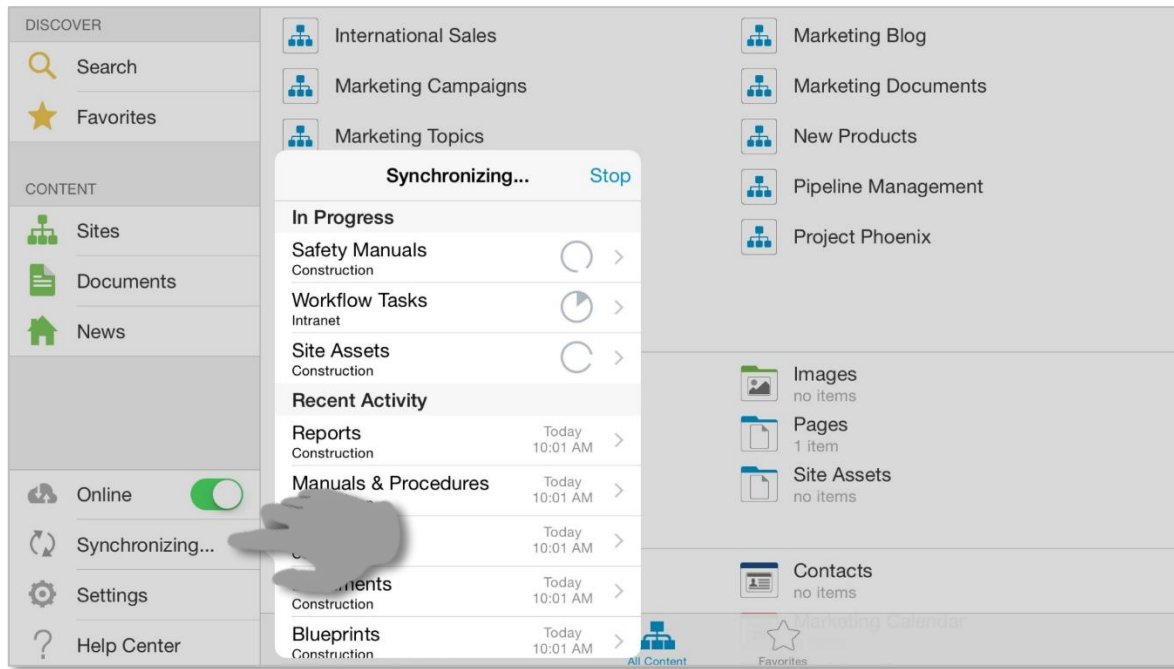 DISCOVER
Search
Favorites
CONTENT
Sites
Documents
News
Online
Synchronizing...
Settings
Help Center
International Sales
Marketing Campaigns
Marketing Topics
Marketing Blog
Marketing Documents
New Products
Pipeline Management
Project Phoenix
Synchronizing... Stop
In Progress
Safety Manuals
Construction
Workflow Tasks
Intranet
Site Assets
Construction
Recent Activity
Reports
Construction
Today
10:01 AM
Manuals & Procedures
Today
10:01 AM
Today
10:01 AM
Today
10:01 AM
Construction
Blueprints
Construction
Today
10:01 AM
Images
no items
Pages
1 item
Site Assets
no items
Contacts
no items
Marketing Calendar
All Content
Favorites